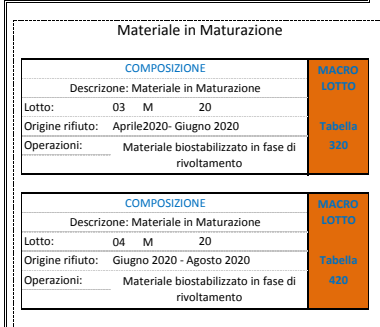 Materiale in Maturazione
COMPOSIZIONE
MACRO
LOTTO
Descrizone: Materiale in Maturazione
Lotto: 03 M 20
Origine rifiuto: Aprile2020- Giugno 2020
Tabella
Operazioni: Materiale biostabilizzato in fase di
320
rivoltamento
COMPOSIZIONE
MACRO
LOTTO
Descrizone: Materiale in Maturazione
Lotto: 04 M 20
Origine rifiuto: Giugno 2020 - Agosto 2020
Tabella
Operazioni: Materiale biostabilizzato in fase di
420
rivoltamento